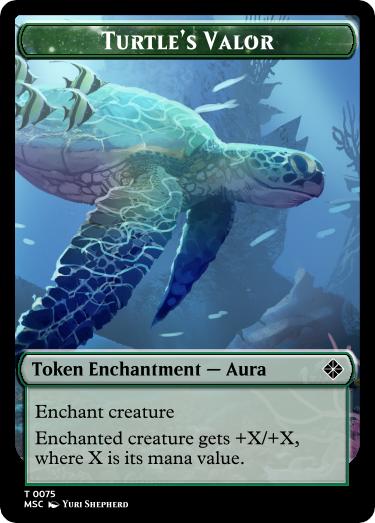 Turtle's Valor
Token Enchantment — Aura
Enchant creature
Enchanted creature gets +X/+X,
where X is its mana value.
T 0075
MSC Yuri Shepherd